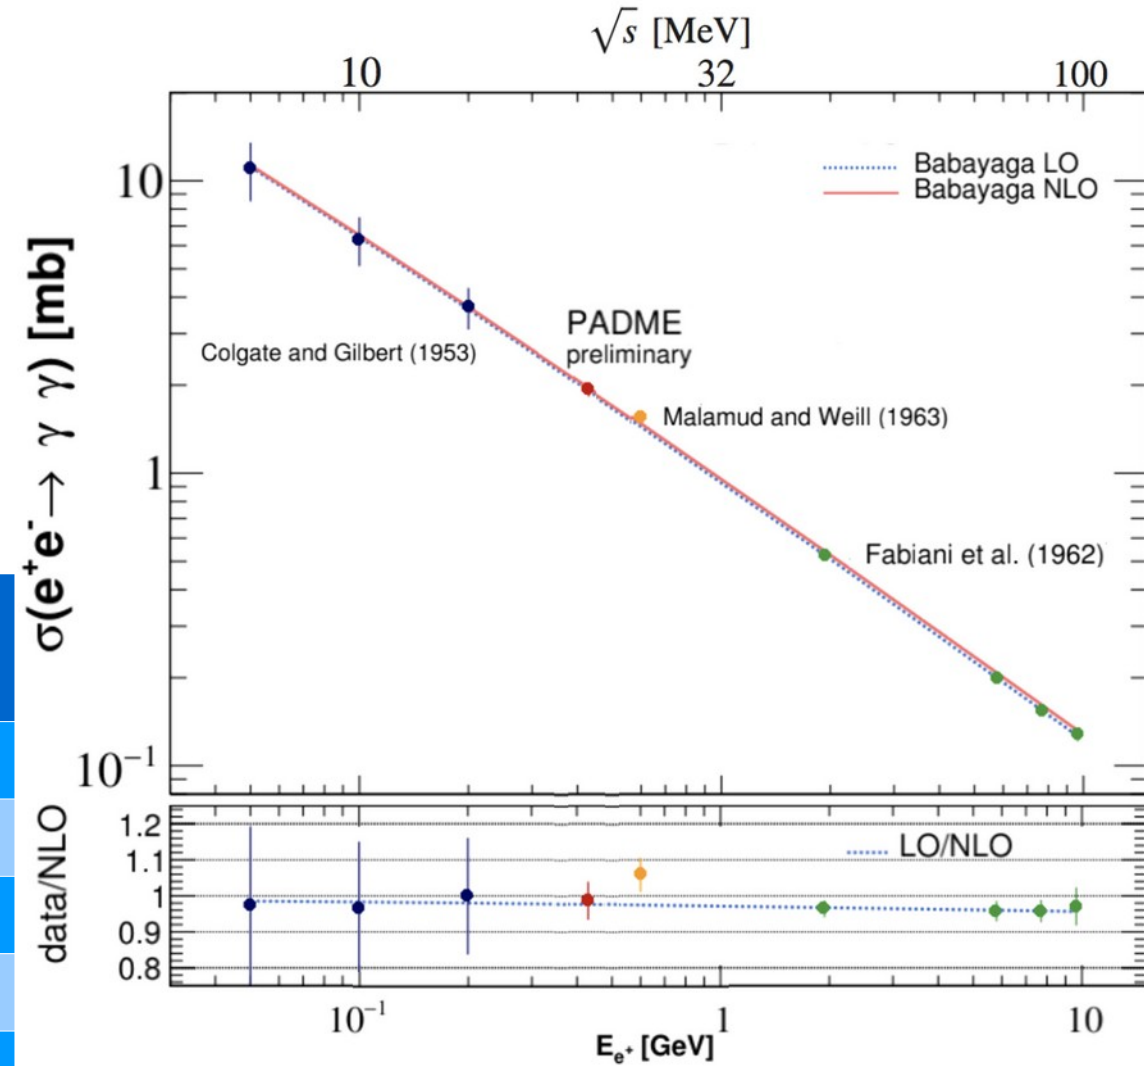 √s [MeV]
10 32 100
Babayaga LO
Babayaga NLO
10
1
10⁻¹
σ(e⁺e⁻→ γ γ) [mb]
PADME
preliminary
Colgate and Gilbert (1953)
Malamud and Weill (1963)
Fabiani et al. (1962)
LO/NLO
1.2
1.1
1
0.9
0.8
data/NLO
10⁻¹ 1 10
E_e⁺ [GeV]